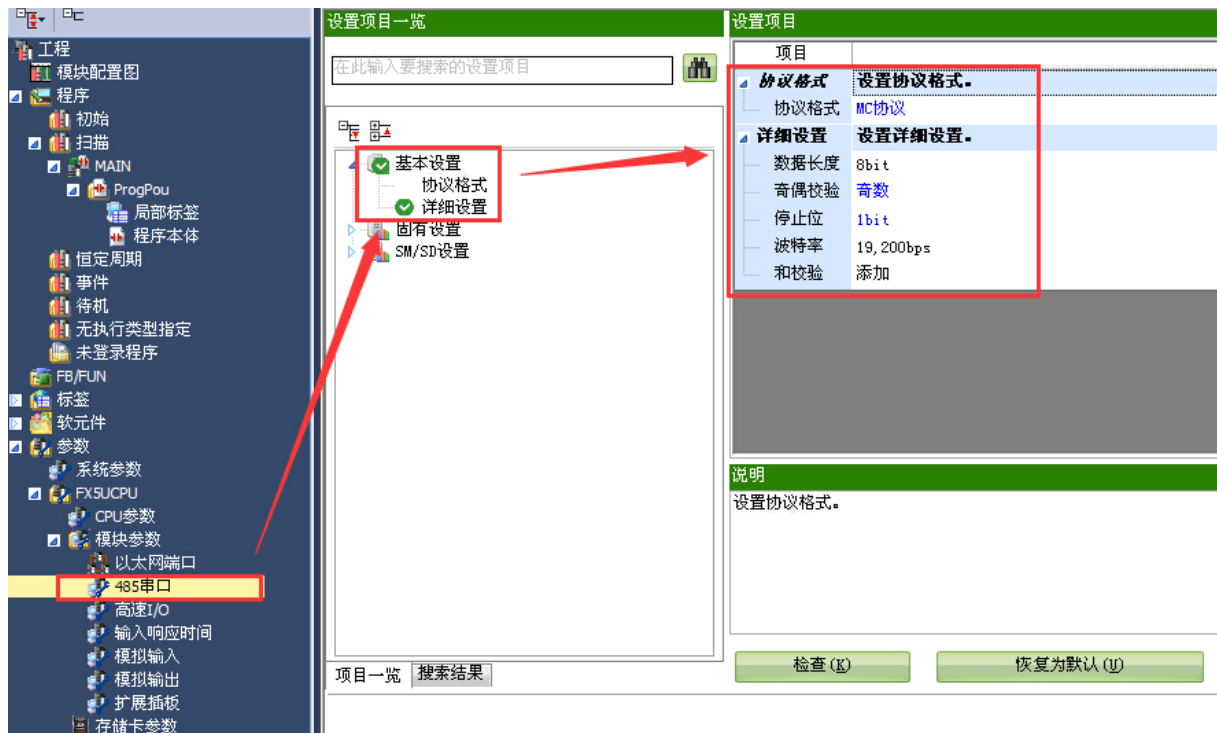 工程
模块配置图
程序
初始
扫描
MAIN
ProgPou
局部标签
程序本体
恒定周期
事件
待机
无执行类型指定
未登录程序
FB/FUN
标签
软元件
参数
系统参数
FX5UCPU
CPU参数
模块参数
以太网端口
485串口
高速I/O
输入响应时间
模拟输入
模拟输出
扩展插板
存储卡参数
设置项目一览
在此输入要搜索的设置项目
基本设置
协议格式
详细设置
固有设置
SM/SD设置
项目一览 搜索结果
设置项目
项目
协议格式 设置协议格式。
协议格式 MC协议
详细设置 设置详细设置。
数据长度 8bit
奇偶校验 奇数
停止位 1bit
波特率 19,200bps
和校验 添加
说明
设置协议格式。
检查(K) 恢复为默认(U)